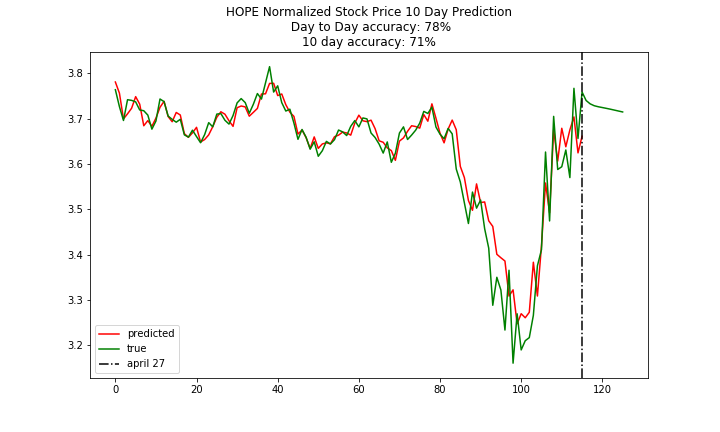 HOPE Normalized Stock Price 10 Day Prediction
Day to Day accuracy: 78%
10 day accuracy: 71%
3.8
3.7
3.6
3.5
3.4
3.3
3.2
predicted
true
april 27
0 20 40 60 80 100 120